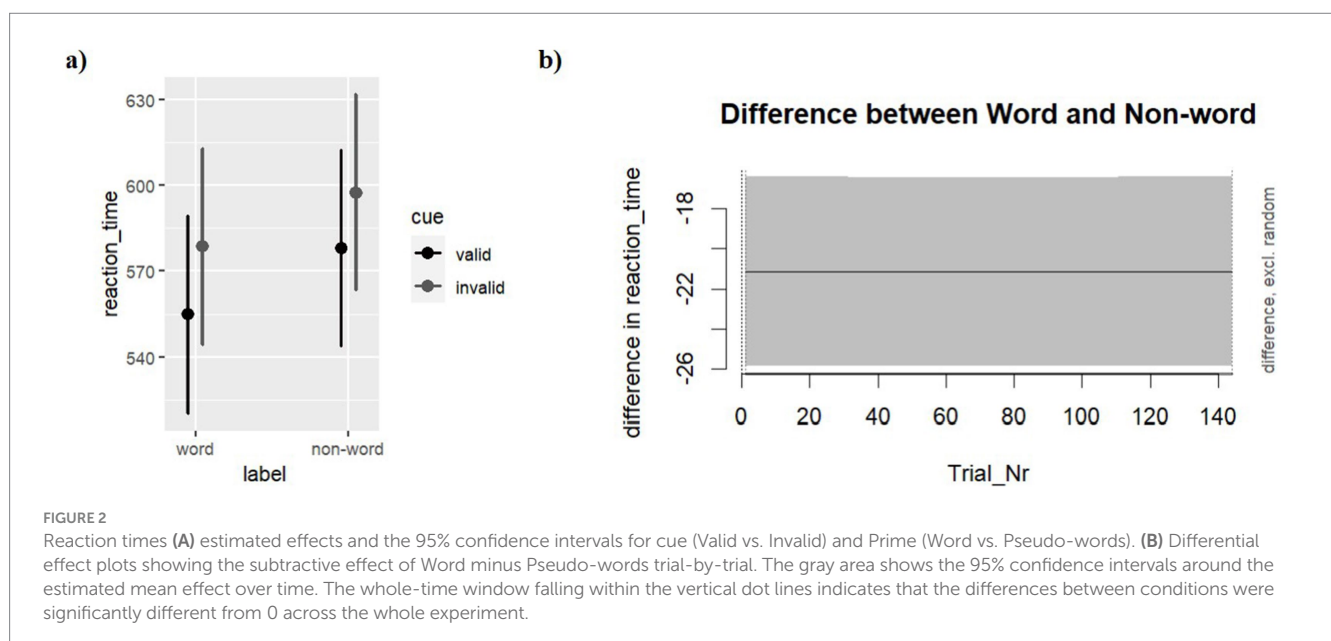 a)
630
600
570
540
reaction_time
word
non-word
label
cue
valid
invalid
b)
Difference between Word and Non-word
-18
-22
-26
difference in reaction_time
0 20 40 60 80 100 120 140
Trial_Nr
difference, excl. random
FIGURE 2
Reaction times (A) estimated effects and the 95% confidence intervals for cue (Valid vs. Invalid) and Prime (Word vs. Pseudo-words). (B) Differential
effect plots showing the subtractive effect of Word minus Pseudo-words trial-by-trial. The gray area shows the 95% confidence intervals around the
estimated mean effect over time. The whole-time window falling within the vertical dot lines indicates that the differences between conditions were
significantly different from 0 across the whole experiment.